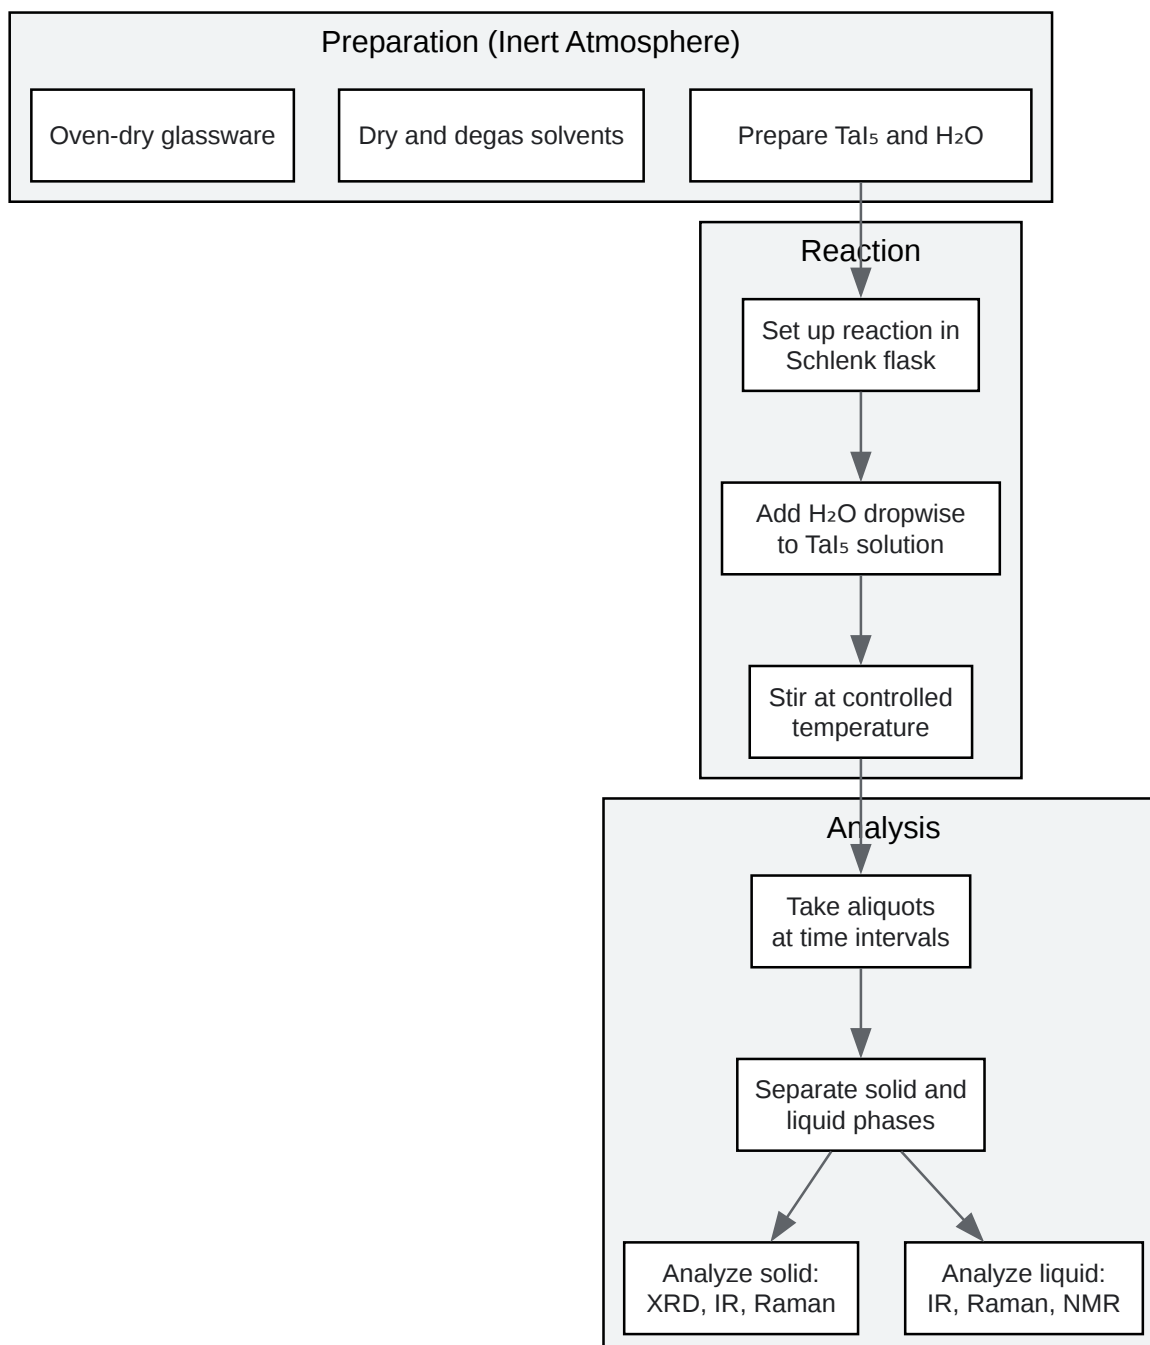 Preparation (Inert Atmosphere)
Oven-dry glassware
Dry and degas solvents
Prepare TaI₅ and H₂O
Reaction
Set up reaction in
Schlenk flask
Add H₂O dropwise
to TaI₅ solution
Stir at controlled
temperature
Analysis
Take aliquots
at time intervals
Separate solid and
liquid phases
Analyze solid:
XRD, IR, Raman
Analyze liquid:
IR, Raman, NMR